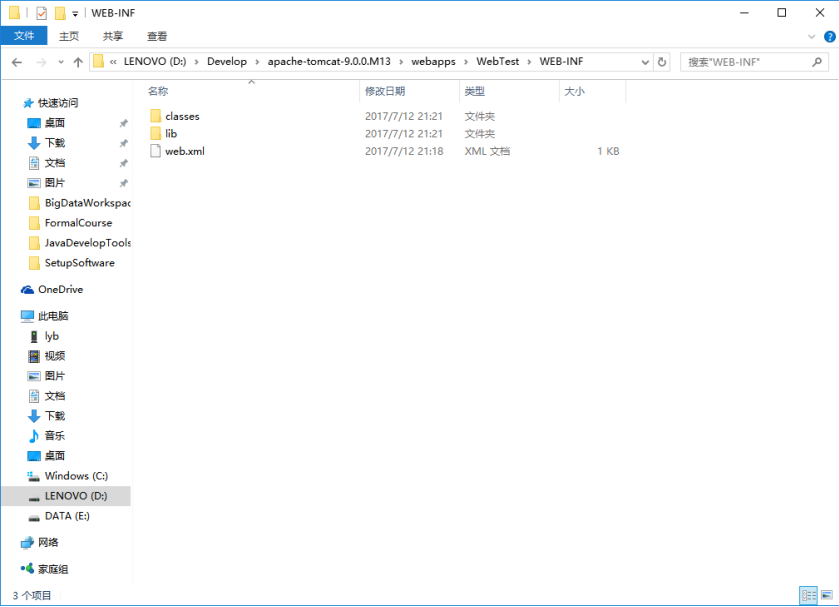 WEB-INF
文件 主页 共享 查看
« LENOVO (D:) › Develop › apache-tomcat-9.0.0.M13 › webapps › WebTest › WEB-INF 搜索"WEB-INF"
名称 修改日期 类型 大小
快速访问
桌面
下载
文档
图片
BigDataWorkspac
FormalCourse
JavaDevelopTools
SetupSoftware
OneDrive
此电脑
lyb
视频
图片
文档
下载
音乐
桌面
Windows (C:)
LENOVO (D:)
DATA (E:)
网络
家庭组
classes 2017/7/12 21:21 文件夹
lib 2017/7/12 21:21 文件夹
web.xml 2017/7/12 21:18 XML 文档 1 KB
3 个项目